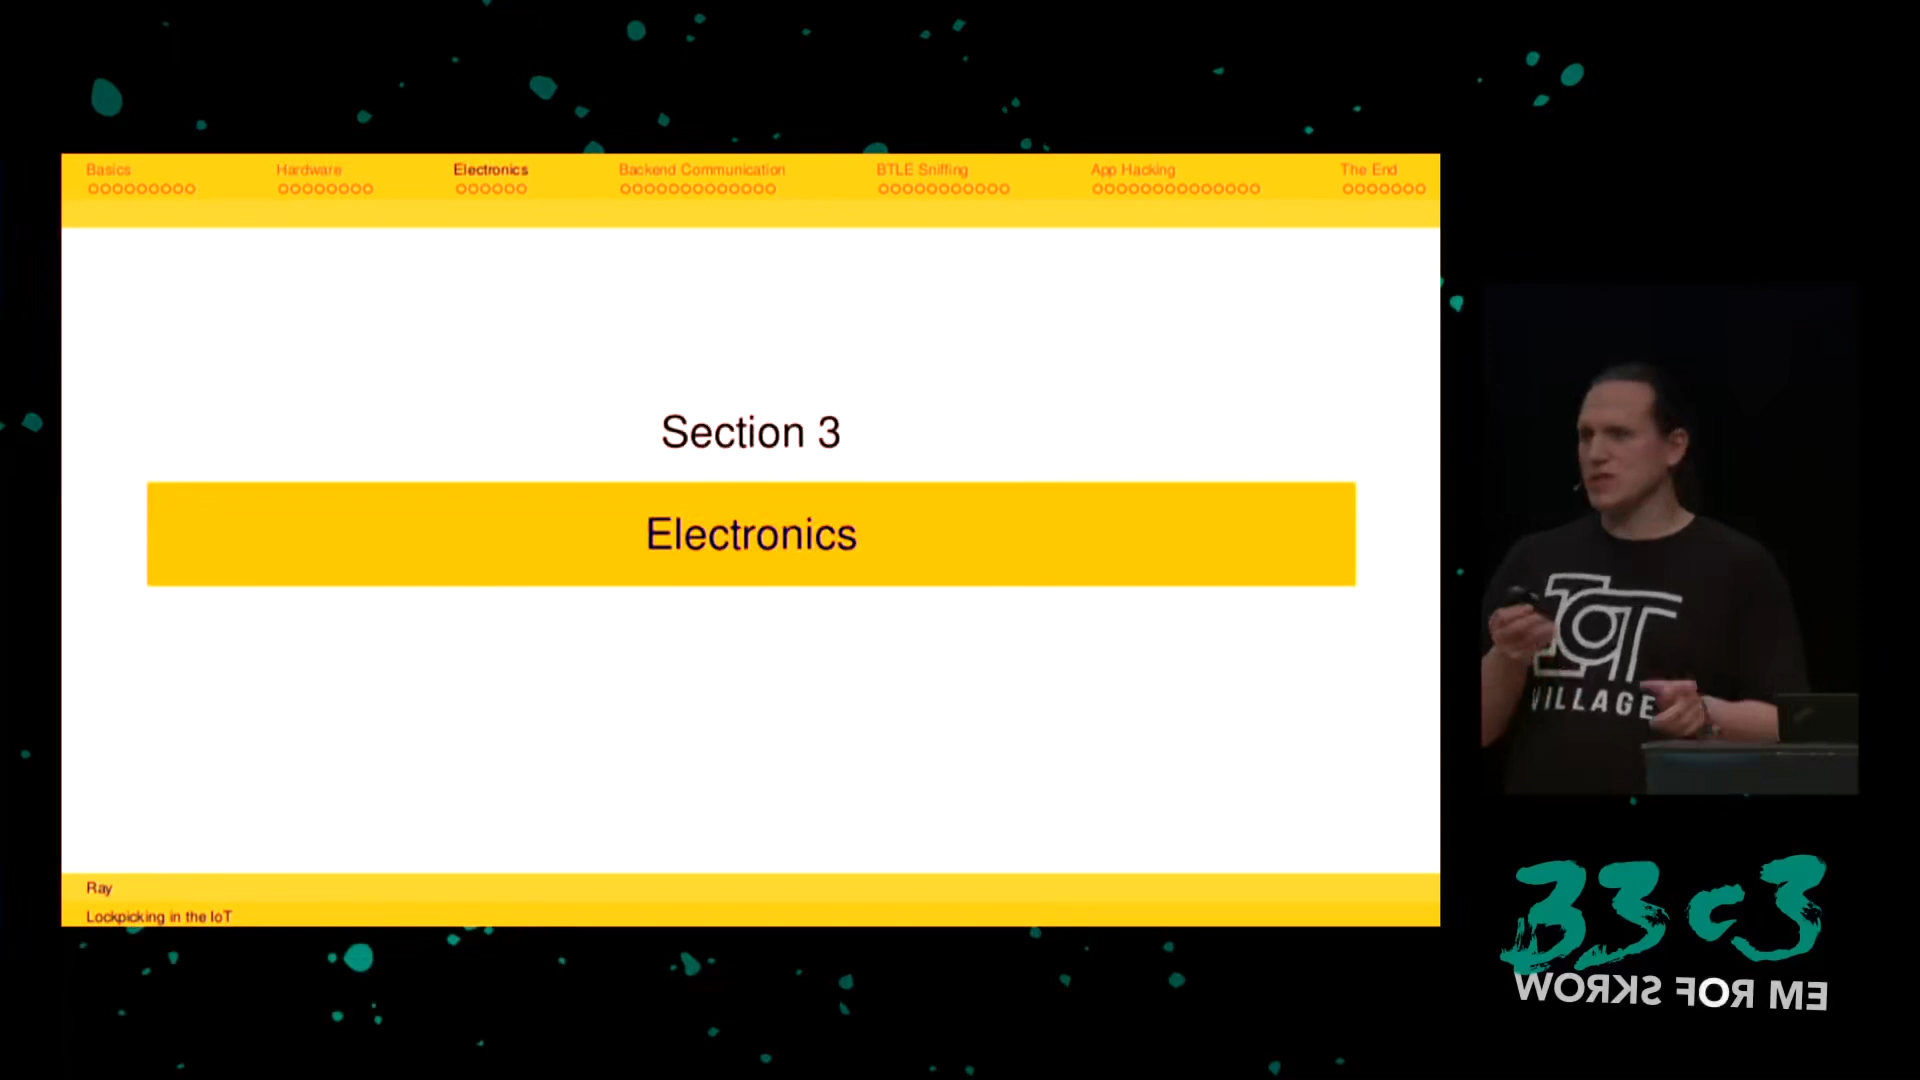 Basics Hardware Electronics Backend Communication BTLE Sniffing App Hacking The End
Section 3
Electronics
Ray
Lockpicking in the IoT
IoT
VILLAGE
33c3
WORKS FOR ME